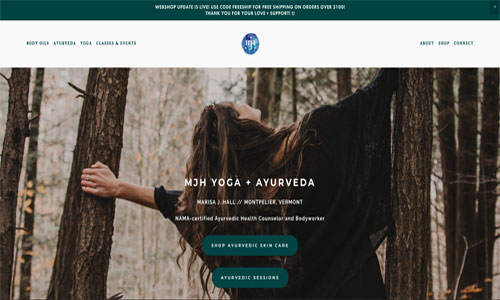 WEBSHOP UPDATE IS LIVE! USE CODE FREESHIP FOR FREE SHIPPING ON ORDERS OVER $100!
THANK YOU FOR YOUR LOVE + SUPPORT! ♡
BODY OILS AYURVEDA YOGA CLASSES & EVENTS
MJH
ABOUT SHOP CONNECT
MJH YOGA + AYURVEDA
MARISA J. HALL // MONTPELIER, VERMONT
NAMA-certified Ayurvedic Health Counselor and Bodyworker
SHOP AYURVEDIC SKIN CARE
AYURVEDIC SESSIONS